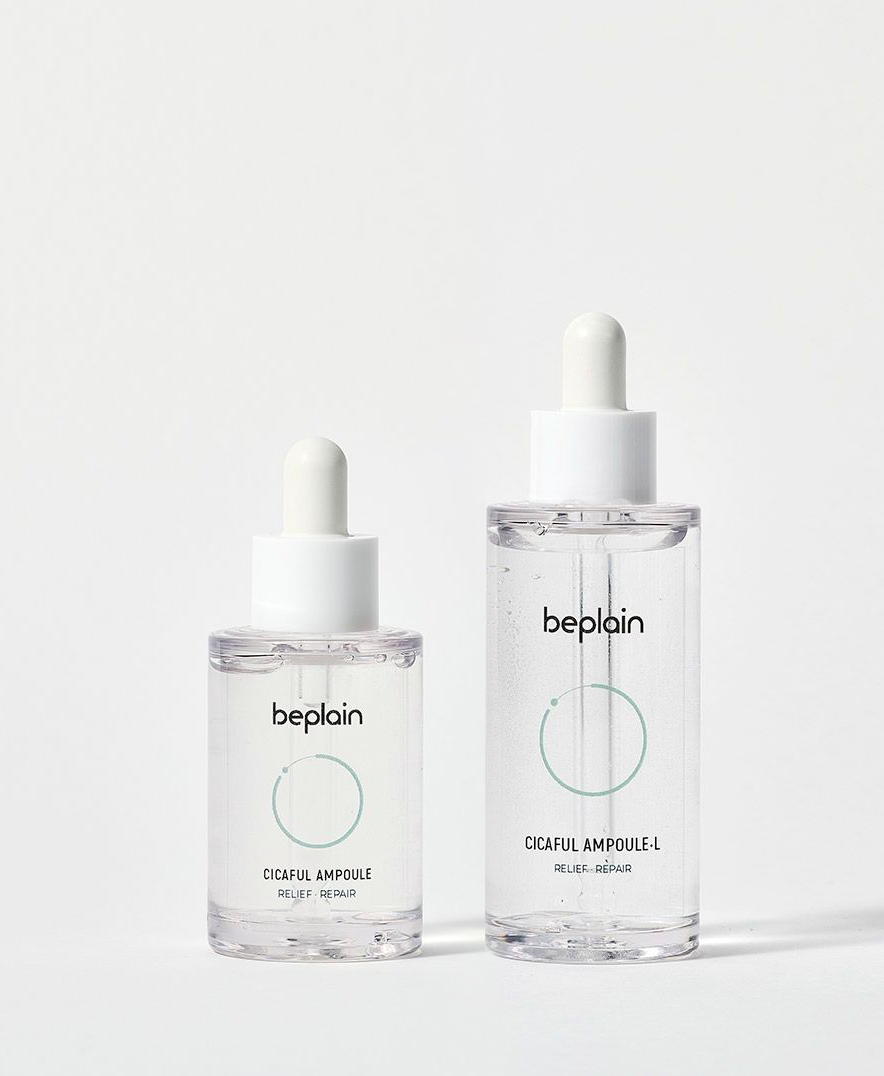 beplain
CICAFUL AMPOULE
RELIEF · REPAIR
beplain
CICAFUL AMPOULE·L
RELIEF · REPAIR